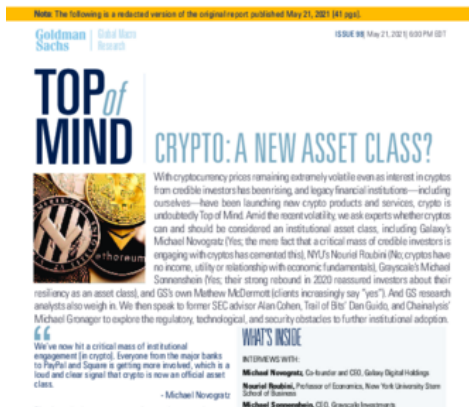 Note: The following is a redacted version of the original report published May 21, 2021 [41 pgs].
Goldman Sachs
Global Macro Research
ISSUE 98| May 21, 2021| 8:30 PM EDT
TOP of
MIND
CRYPTO: A NEW ASSET CLASS?
With cryptocurrency prices remaining extremely volatile even as interest in cryptos
from credible investors has been rising, and legacy financial institutions—including
ourselves—have been launching new crypto products and services, crypto is
undoubtedly Top of Mind. Amid the recent volatility, we ask experts whether cryptos
can and should be considered an institutional asset class, including Galaxy's
Michael Novogratz (Yes; the mere fact that a critical mass of credible investors is
engaging with cryptos has cemented this), NYU's Nouriel Roubini (No; cryptos have
no income, utility or relationship with economic fundamentals), Grayscale's Michael
Sonnenshein (Yes; their strong rebound in 2020 reassured investors about their
resiliency as an asset class), and GS's own Mathew McDermott (clients increasingly say "yes"). And GS research
analysts also weigh in. We then speak to former SEC advisor Alan Cohen, Trail of Bits' Dan Guido, and Chainalysis'
Michael Gronager to explore the regulatory, technological, and security obstacles to further institutional adoption.
ethereum
“
We've now hit a critical mass of institutional
engagement [in crypto]. Everyone from the major banks
to PayPal and Square is getting more involved, which is a
loud and clear signal that crypto is now an official asset
class.
- Michael Novogratz
WHAT'S INSIDE
INTERVIEWS WITH:
Michael Novogratz, Co-founder and CEO, Galaxy Digital Holdings
Nouriel Roubini, Professor of Economics, New York University Stern
School of Business
Michael Sonnenshein, CEO, Grayscale Investments